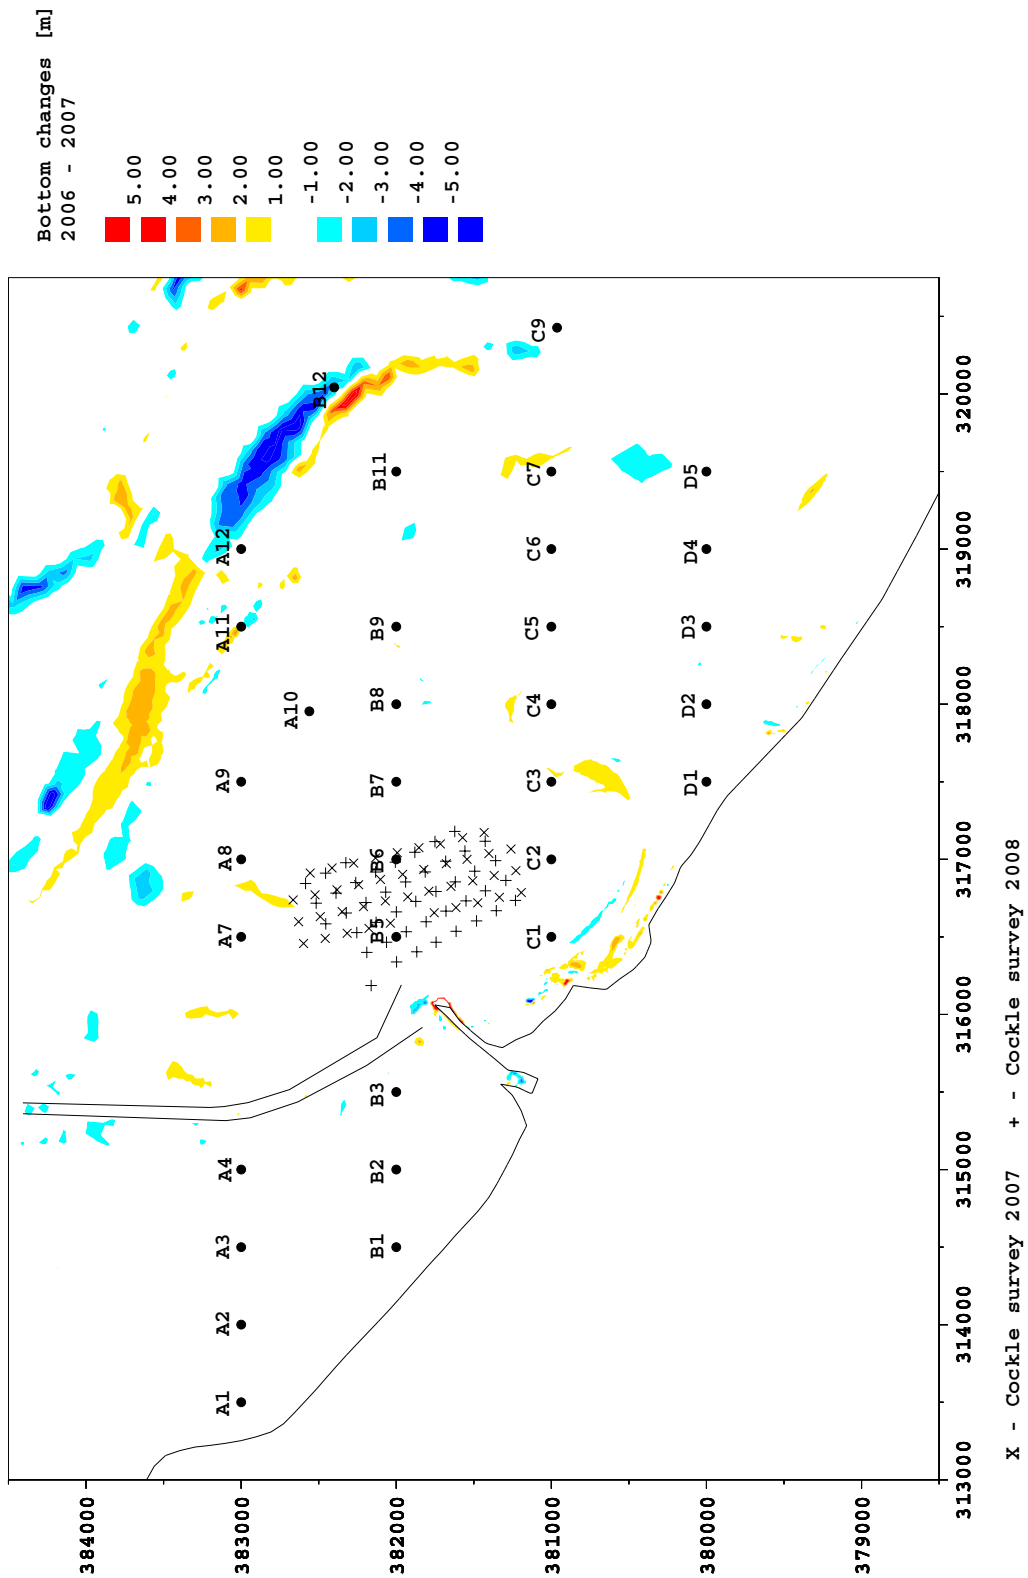 Bottom changes [m]
2006 - 2007
5.00
4.00
3.00
2.00
1.00
-1.00
-2.00
-3.00
-4.00
-5.00
A1
A2
A3
A4
A7
A8
A9
A10
A11
A12
B1
B2
B3
B5
B6
B7
B8
B9
B11
B12
C1
C2
C3
C4
C5
C6
C7
C9
D1
D2
D3
D4
D5
384000
383000
382000
381000
380000
379000
313000
314000
315000
316000
317000
318000
319000
320000
X - Cockle survey 2007 + - Cockle survey 2008